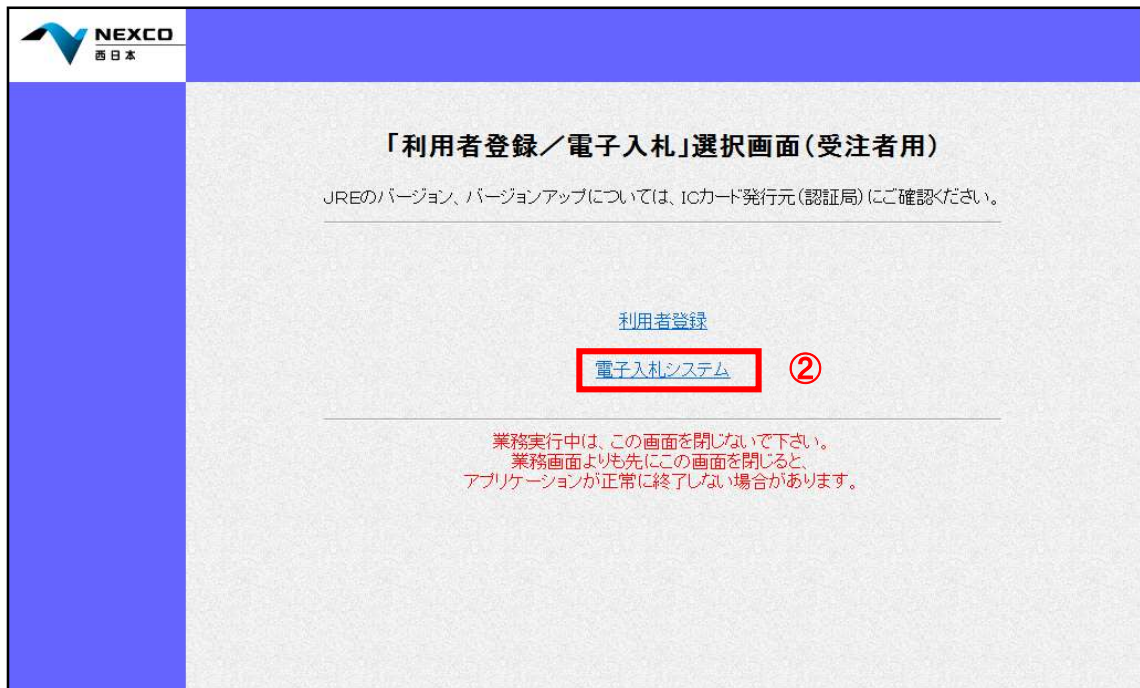 NEXCO
西日本
「利用者登録／電子入札」選択画面（受注者用）
JREのバージョン、バージョンアップについては、ICカード発行元（認証局）にご確認ください。
利用者登録
電子入札システム ②
業務実行中は、この画面を閉じないで下さい。
業務画面よりも先にこの画面を閉じると、
アプリケーションが正常に終了しない場合があります。